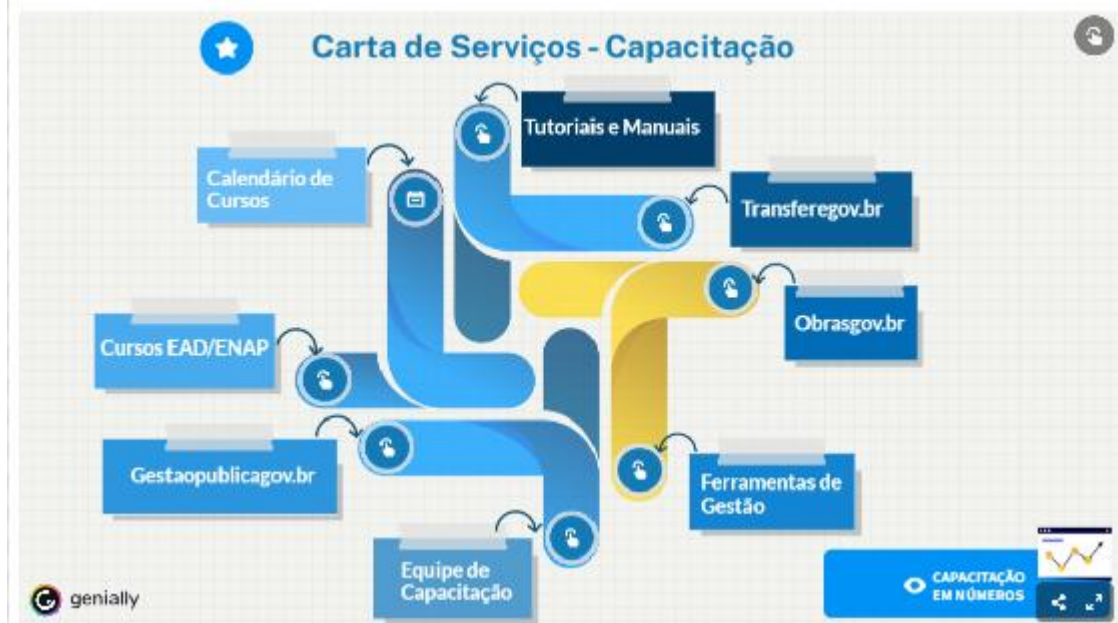 Carta de Serviços - Capacitação
Tutoriais e Manuais
Calendário de
Cursos
Transferegov.br
Obrasgov.br
Cursos EAD/ENAP
Gestaopublicagov.br
Ferramentas de
Gestão
Equipe de
Capacitação
CAPACITAÇÃO
EM NÚMEROS
genially